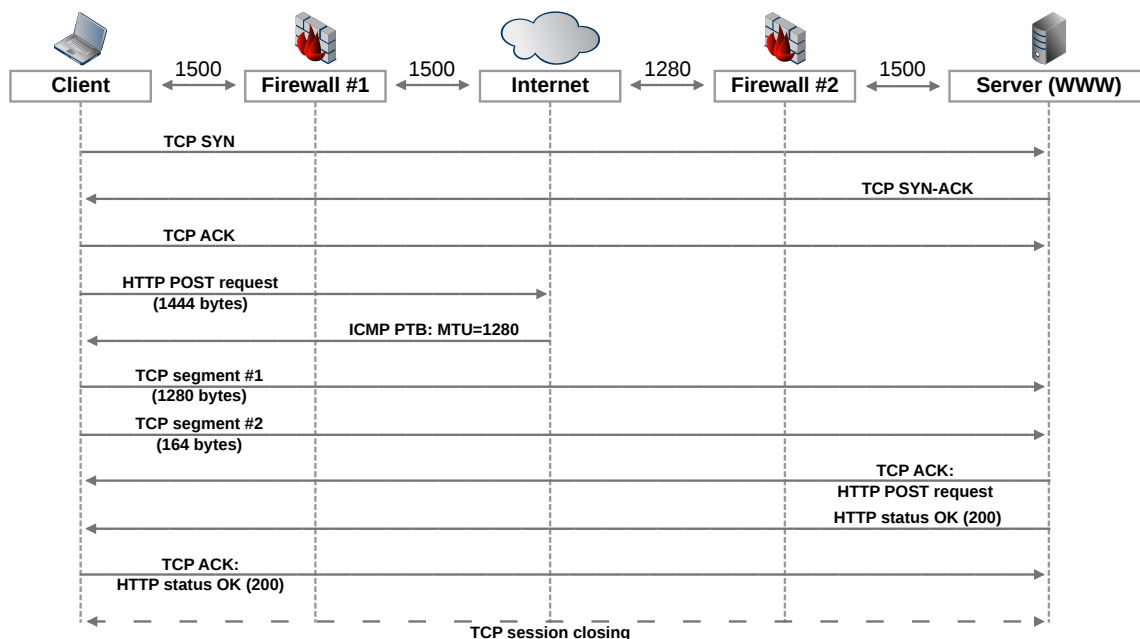 1500
1500
1280
1500
Client
Firewall #1
Internet
Firewall #2
Server (WWW)
TCP SYN
TCP SYN-ACK
TCP ACK
HTTP POST request
(1444 bytes)
ICMP PTB: MTU=1280
TCP segment #1
(1280 bytes)
TCP segment #2
(164 bytes)
TCP ACK:
HTTP POST request
HTTP status OK (200)
TCP ACK:
HTTP status OK (200)
TCP session closing